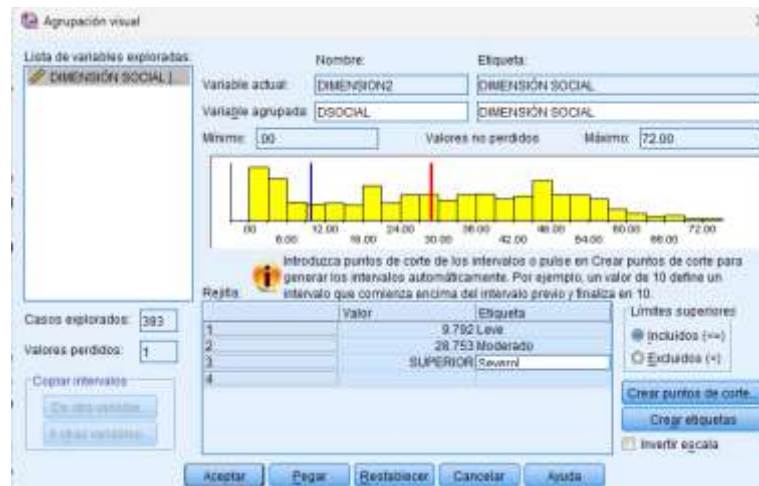 Agrupación visual
Lista de variables exploradas:
DIMENSIÓN SOCIAL [
Nombre:
Etiqueta:
Variable actual:
DIMENSION2
DIMENSIÓN SOCIAL
Variable agrupada:
DSOCIAL
DIMENSIÓN SOCIAL
Mínimo:
.00
Valores no perdidos
Máximo:
72.00
.00 12.00 24.00 36.00 48.00 60.00 72.00
6.00 18.00 30.00 42.00 54.00 66.00
Introduzca puntos de corte de los intervalos o pulse en Crear puntos de corte para
generar los intervalos automáticamente. Por ejemplo, un valor de 10 define un
intervalo que comienza encima del intervalo previo y finaliza en 10.
Rejilla:
Valor
Etiqueta
1 9.792 Leve
2 28.753 Moderado
3 SUPERIOR Severo
4
Casos explorados: 393
Valores perdidos: 1
Copiar intervalos
De otra variable...
A otras variables...
Límites superiores
Incluidos (<=)
Excluidos (<)
Crear puntos de corte...
Crear etiquetas
Invertir escala
Aceptar
Pegar
Restablecer
Cancelar
Ayuda